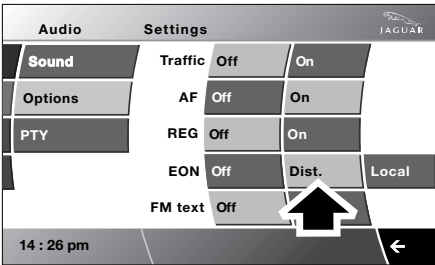 Audio Settings JAGUAR
Sound Traffic Off On
Options AF Off On
PTY REG Off On
EON Off Dist. Local
FM text Off
14 : 26 pm